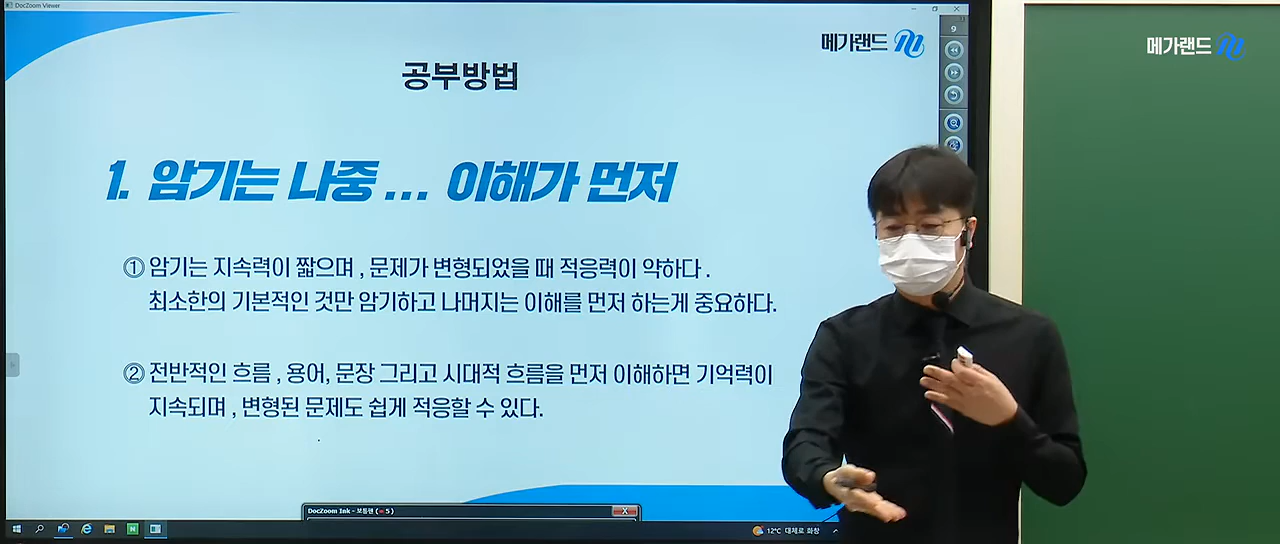 DocZoom Viewer
메가랜드
메가랜드
9
공부방법
1. 암기는 나중 ... 이해가 먼저
① 암기는 지속력이 짧으며 , 문제가 변형되었을 때 적응력이 약하다 .
최소한의 기본적인 것만 암기하고 나머지는 이해를 먼저 하는게 중요하다.
② 전반적인 흐름 , 용어, 문장 그리고 시대적 흐름을 먼저 이해하면 기억력이
지속되며 , 변형된 문제도 쉽게 적응할 수 있다.
DocZoom Ink - 보통펜 ( 5 )
12°C 대체로 화창